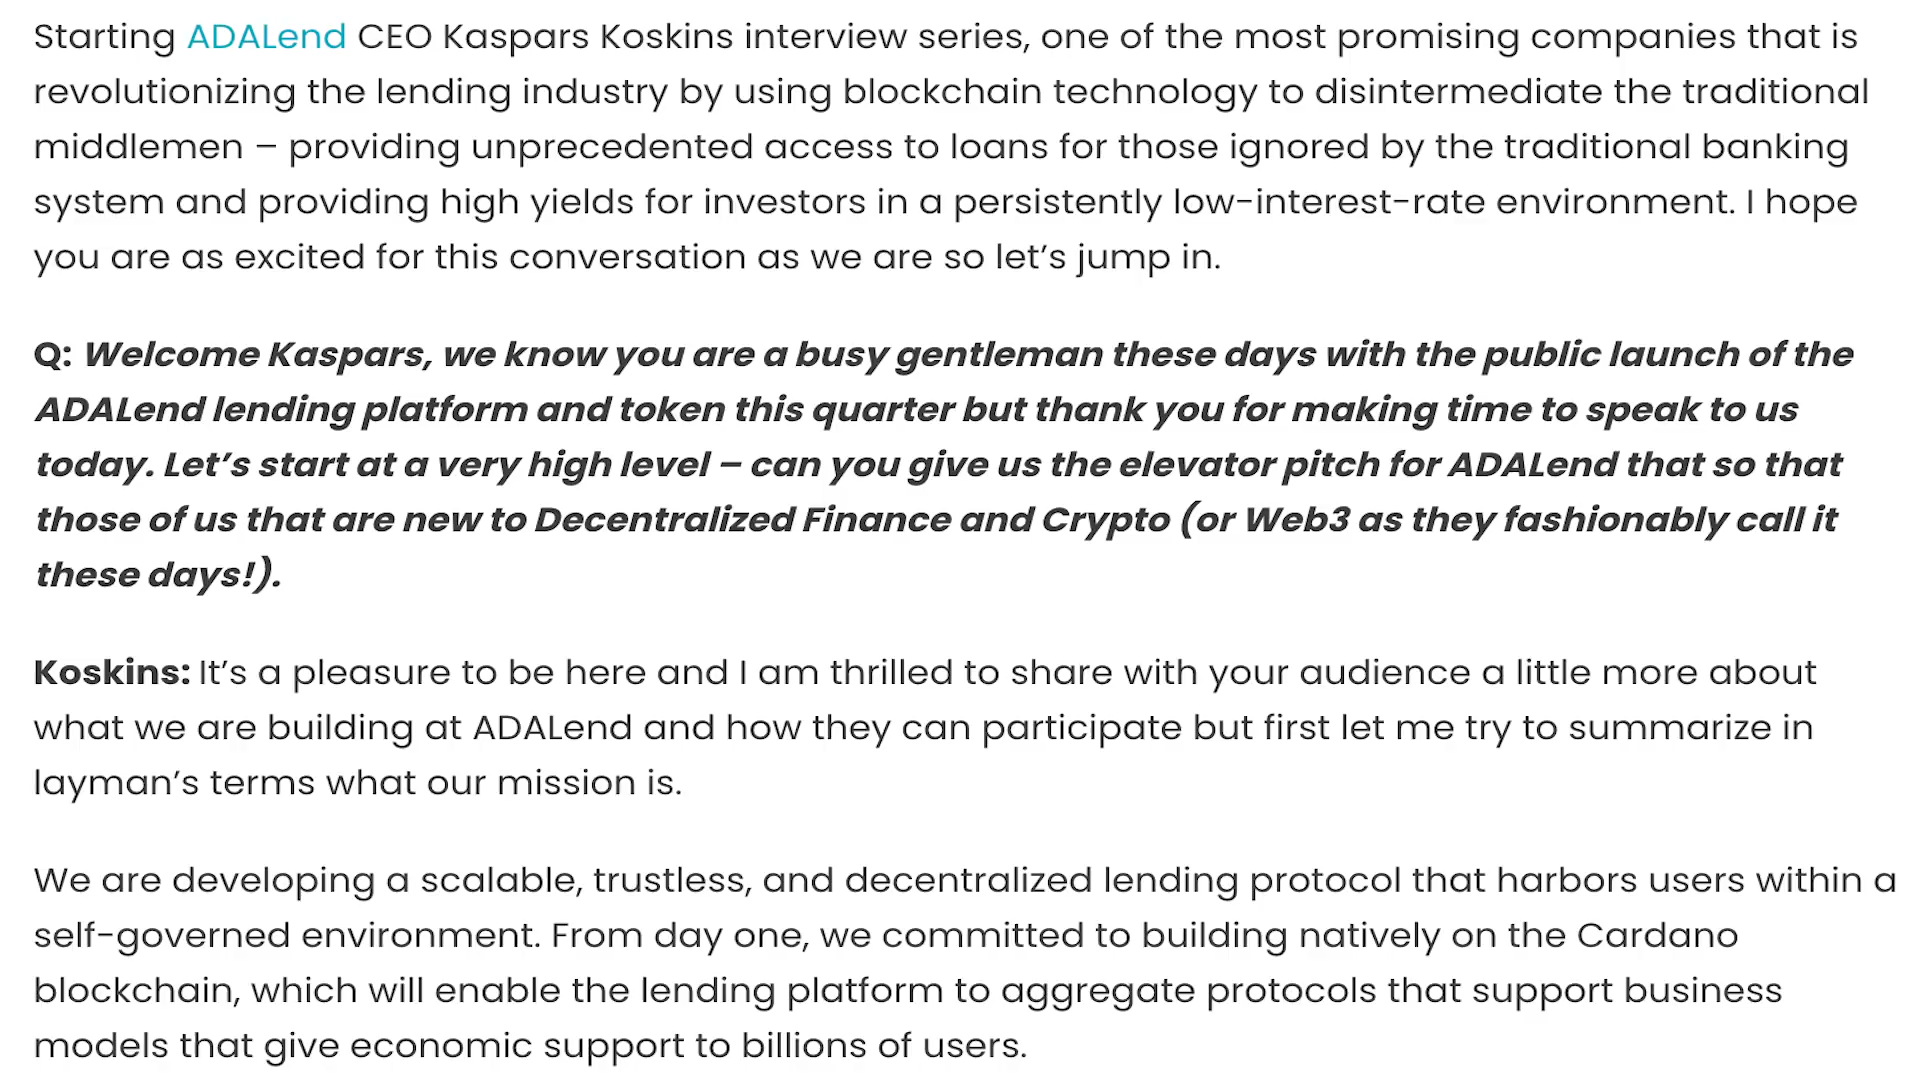 Starting ADALend CEO Kaspars Koskins interview series, one of the most promising companies that is
revolutionizing the lending industry by using blockchain technology to disintermediate the traditional
middlemen – providing unprecedented access to loans for those ignored by the traditional banking
system and providing high yields for investors in a persistently low-interest-rate environment. I hope
you are as excited for this conversation as we are so let’s jump in.
Q: Welcome Kaspars, we know you are a busy gentleman these days with the public launch of the
ADALend lending platform and token this quarter but thank you for making time to speak to us
today. Let’s start at a very high level – can you give us the elevator pitch for ADALend that so that
those of us that are new to Decentralized Finance and Crypto (or Web3 as they fashionably call it
these days!).
Koskins: It’s a pleasure to be here and I am thrilled to share with your audience a little more about
what we are building at ADALend and how they can participate but first let me try to summarize in
layman’s terms what our mission is.
We are developing a scalable, trustless, and decentralized lending protocol that harbors users within a
self-governed environment. From day one, we committed to building natively on the Cardano
blockchain, which will enable the lending platform to aggregate protocols that support business
models that give economic support to billions of users.